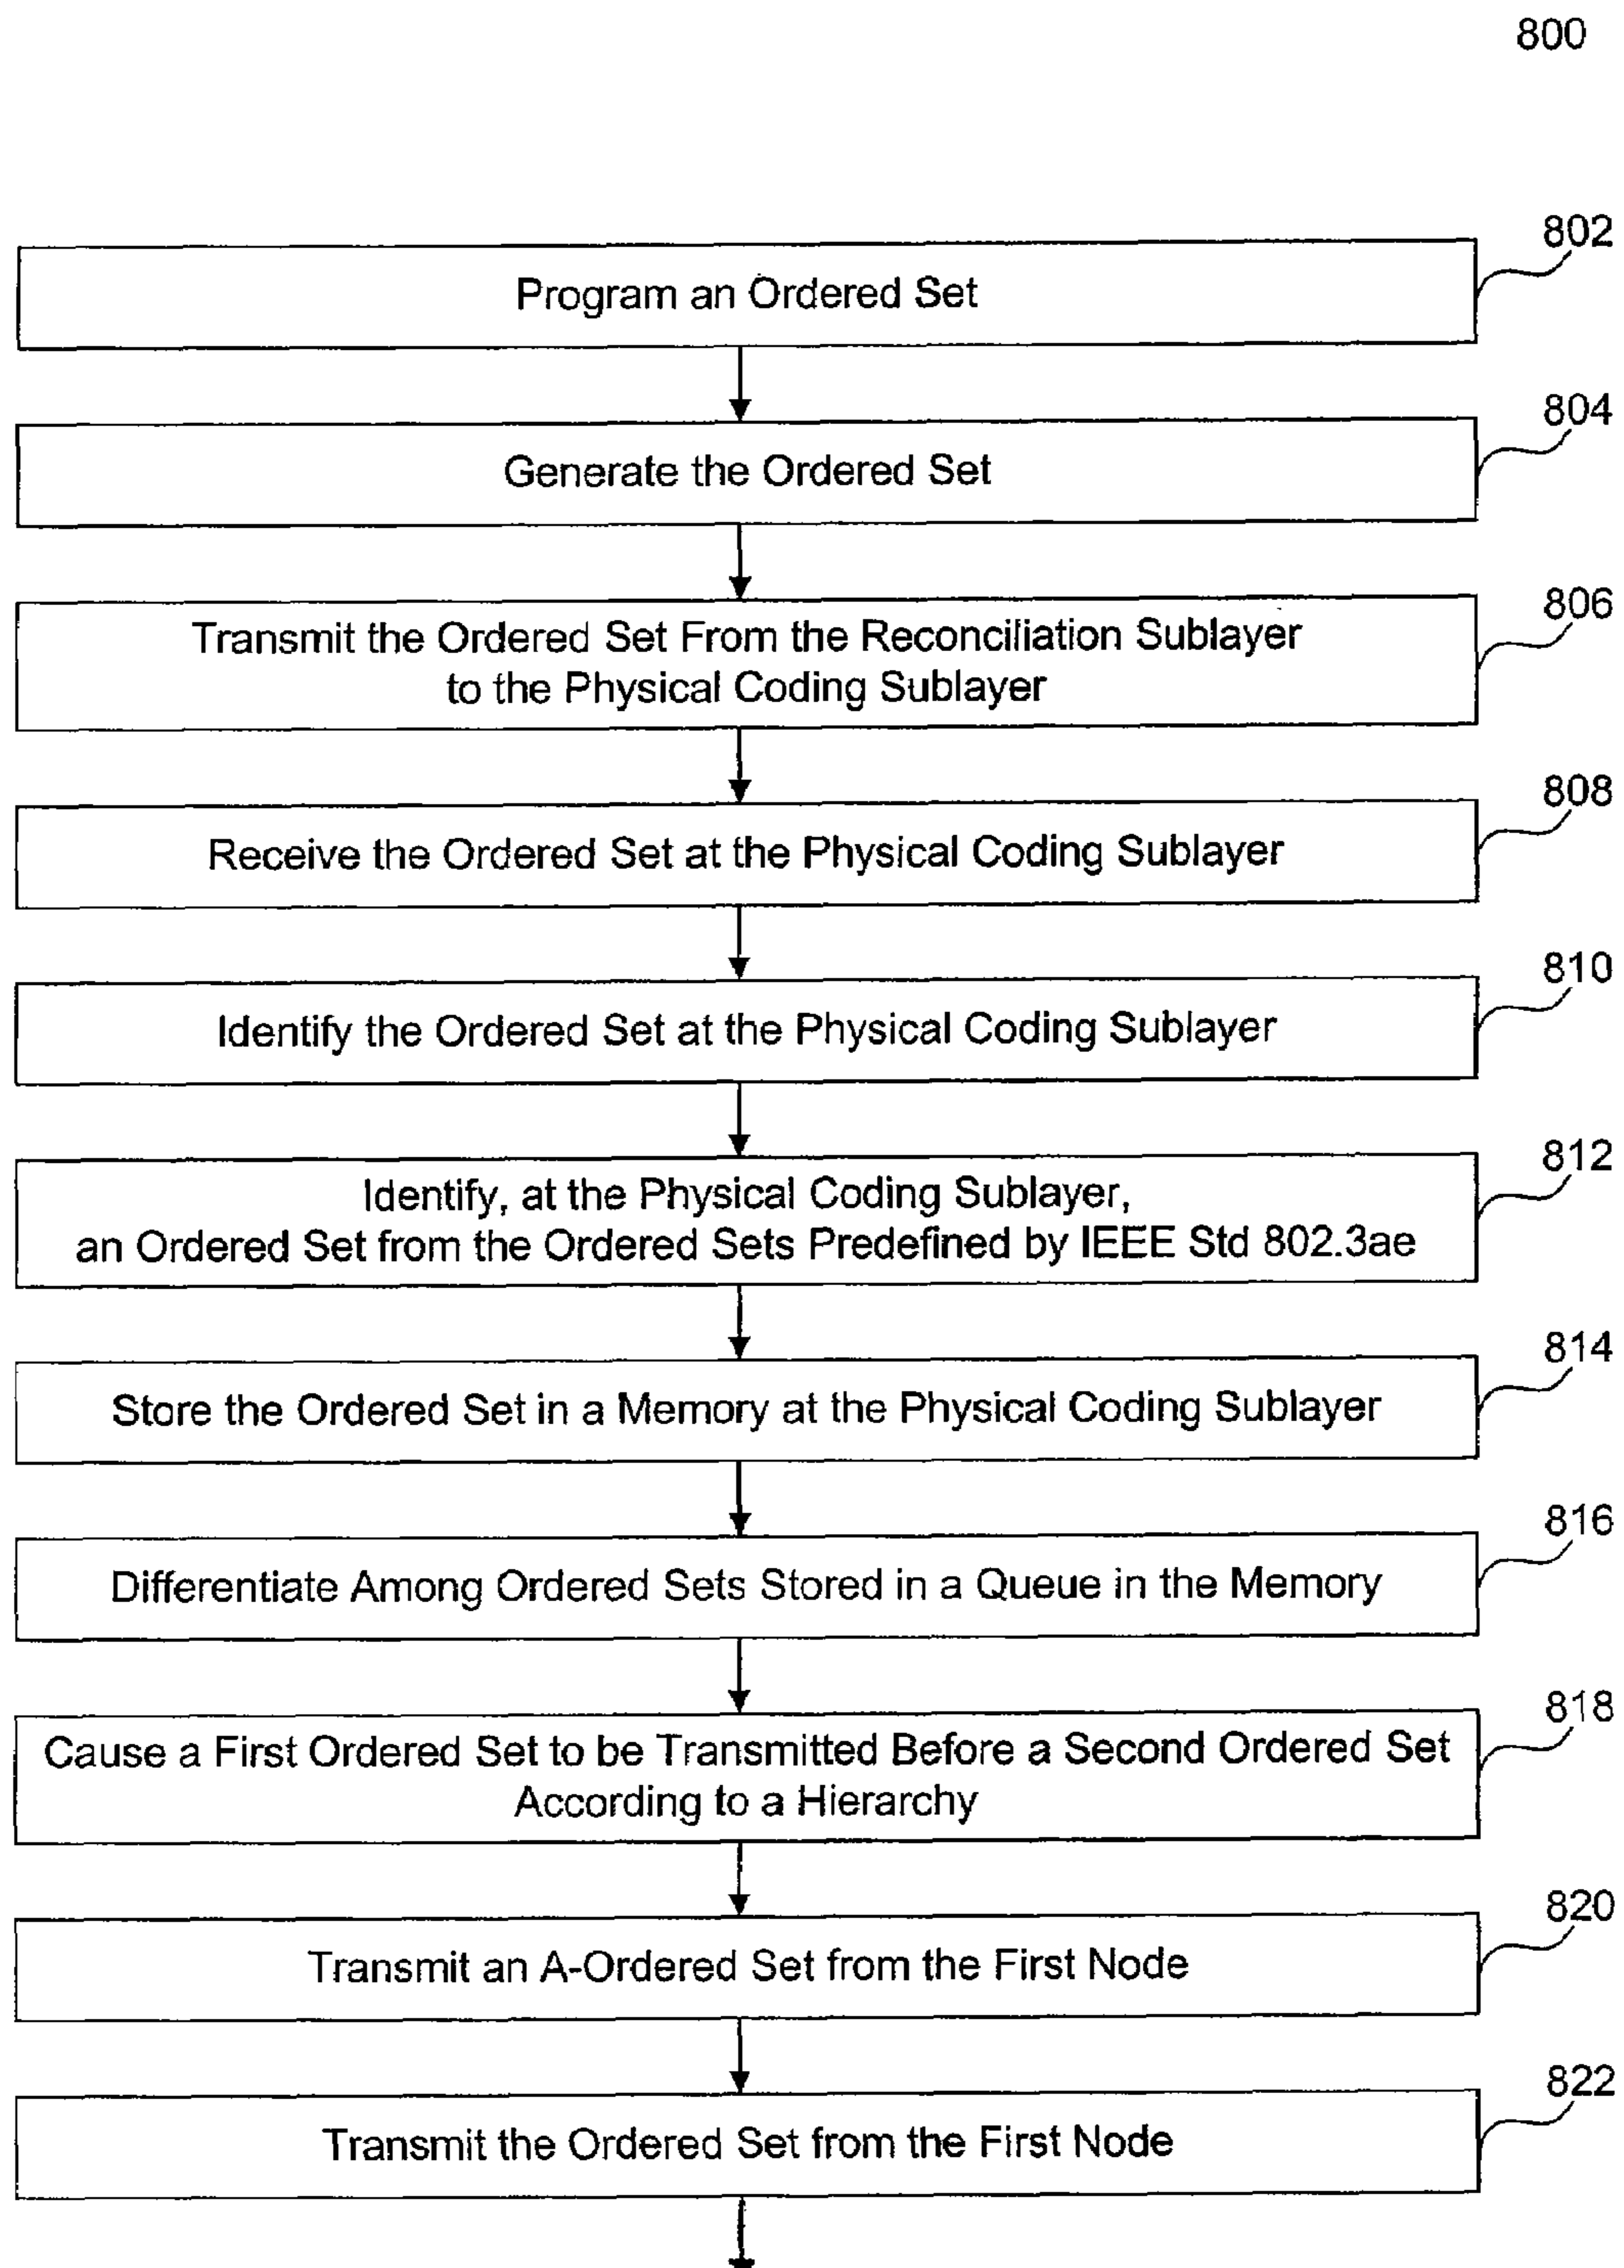 800
802
Program an Ordered Set
804
Generate the Ordered Set
806
Transmit the Ordered Set From the Reconciliation Sublayer
to the Physical Coding Sublayer
808
Receive the Ordered Set at the Physical Coding Sublayer
810
Identify the Ordered Set at the Physical Coding Sublayer
812
Identify, at the Physical Coding Sublayer,
an Ordered Set from the Ordered Sets Predefined by IEEE Std 802.3ae
814
Store the Ordered Set in a Memory at the Physical Coding Sublayer
816
Differentiate Among Ordered Sets Stored in a Queue in the Memory
818
Cause a First Ordered Set to be Transmitted Before a Second Ordered Set
According to a Hierarchy
820
Transmit an A-Ordered Set from the First Node
822
Transmit the Ordered Set from the First Node